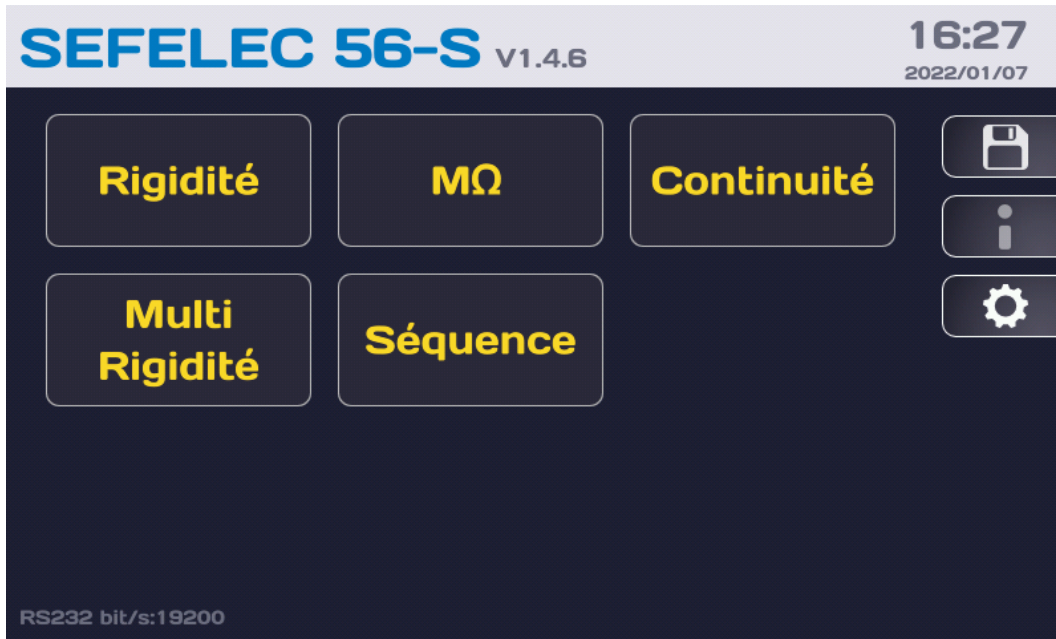 SEFELEC 56-S V1.4.6
16:27
2022/01/07
Rigidité
MΩ
Continuité
Multi
Rigidité
Séquence
RS232 bit/s:19200